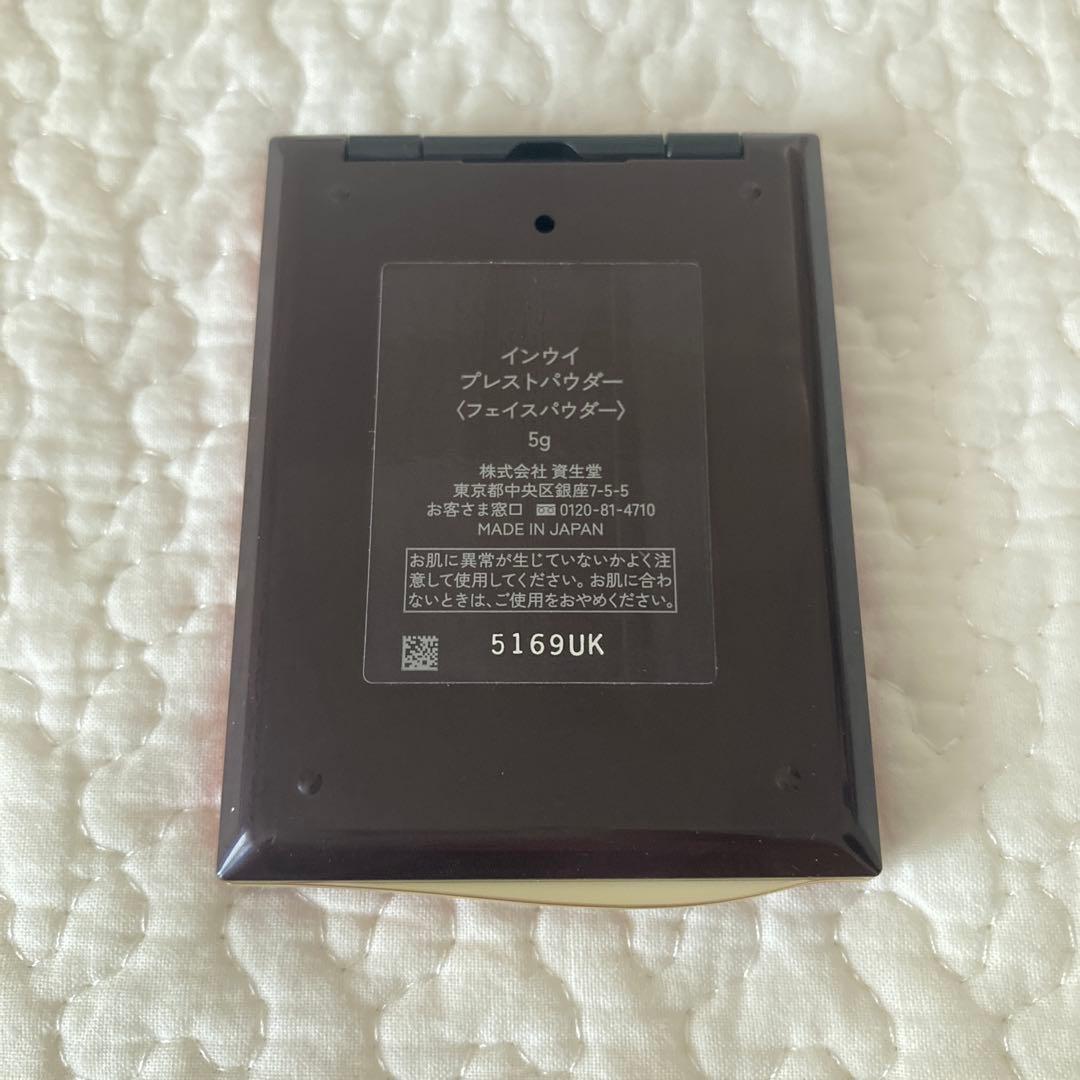 インウイ
プレストパウダー
〈フェイスパウダー〉
5g
株式会社 資生堂
東京都中央区銀座7-5-5
お客さま窓口 0120-81-4710
MADE IN JAPAN
お肌に異常が生じていないかよく注
意して使用してください。お肌に合わ
ないときは、ご使用をおやめください。
5169UK